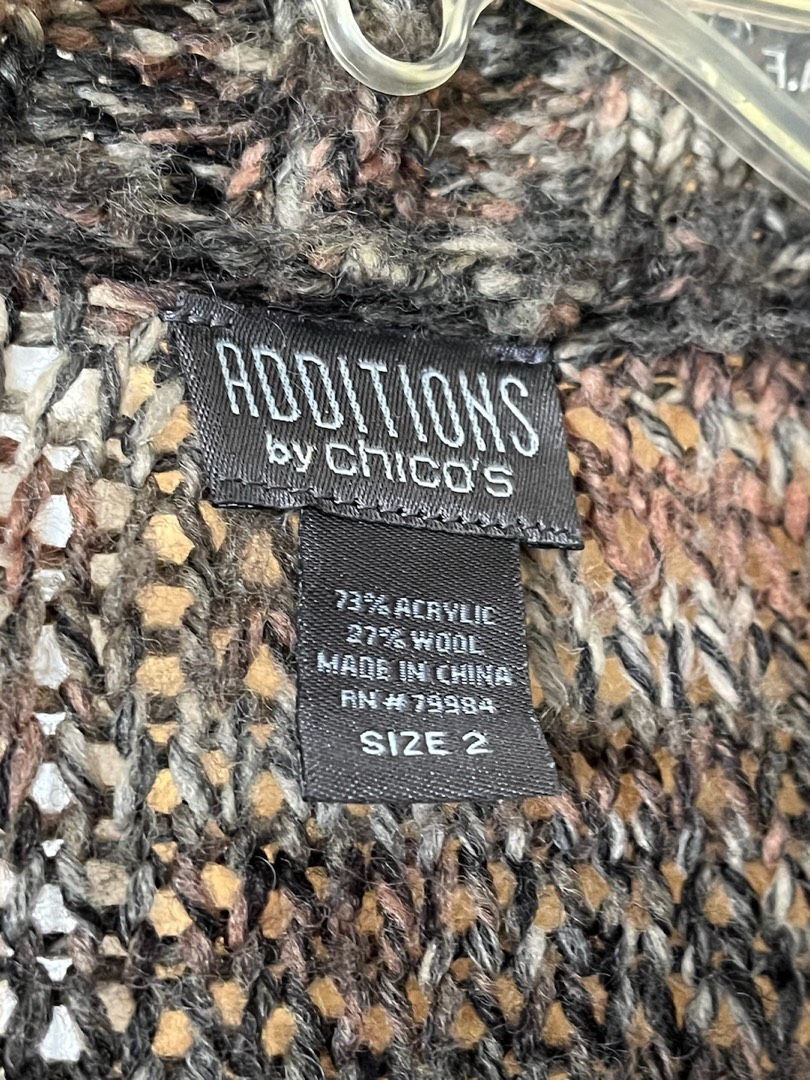 ADDITIONS
by chico's
73% ACRYLIC
27% WOOL
MADE IN CHINA
RN # 79984
SIZE 2